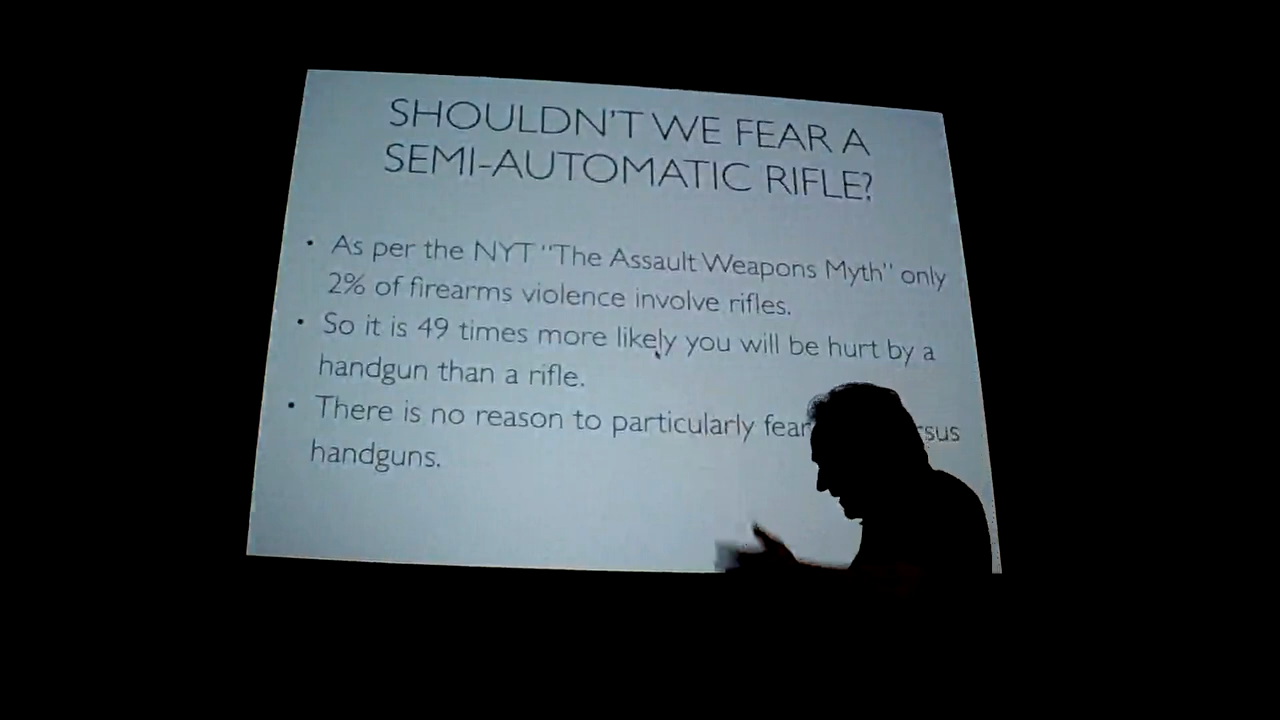 SHOULDN'T WE FEAR A
SEMI-AUTOMATIC RIFLE?
• As per the NYT "The Assault Weapons Myth" only
2% of firearms violence involve rifles.
• So it is 49 times more likely you will be hurt by a
handgun than a rifle.
• There is no reason to particularly fear
handguns.